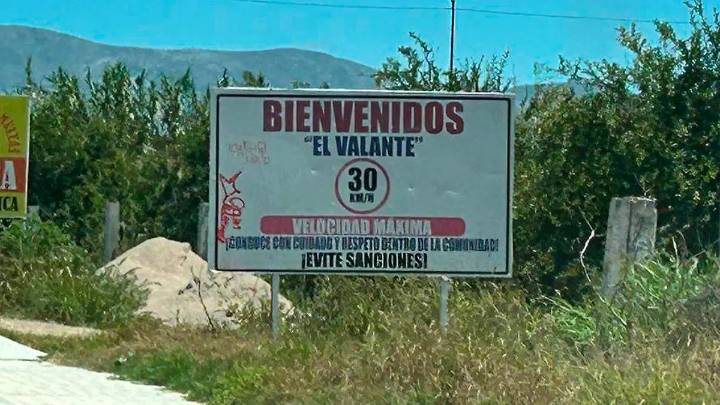 BIENVENIDOS
"EL VALANTE"
30
KM/H
VELOCIDAD MAXIMA
¡CONDUCE CON CUIDADO Y RESPETO DENTRO DE LA COMUNIDAD!
¡EVITE SANCIONES!